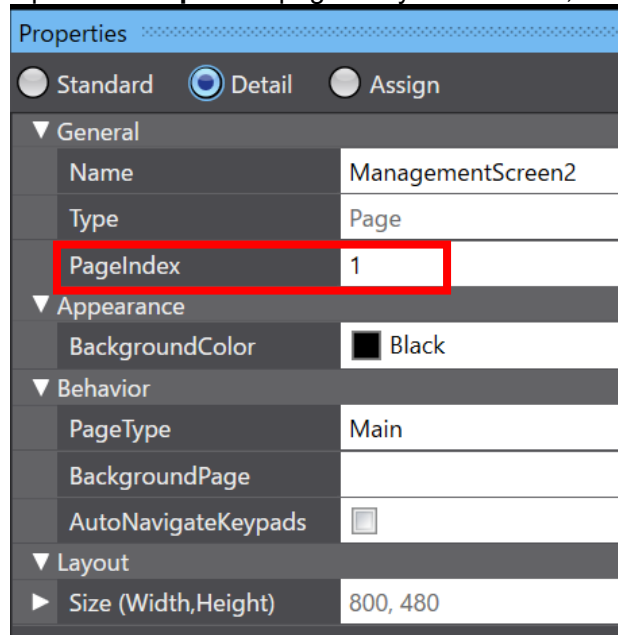 Properties
Standard Detail Assign
General
Name ManagementScreen2
Type Page
PageIndex 1
Appearance
BackgroundColor Black
Behavior
PageType Main
BackgroundPage
AutoNavigateKeypads
Layout
Size (Width,Height) 800, 480